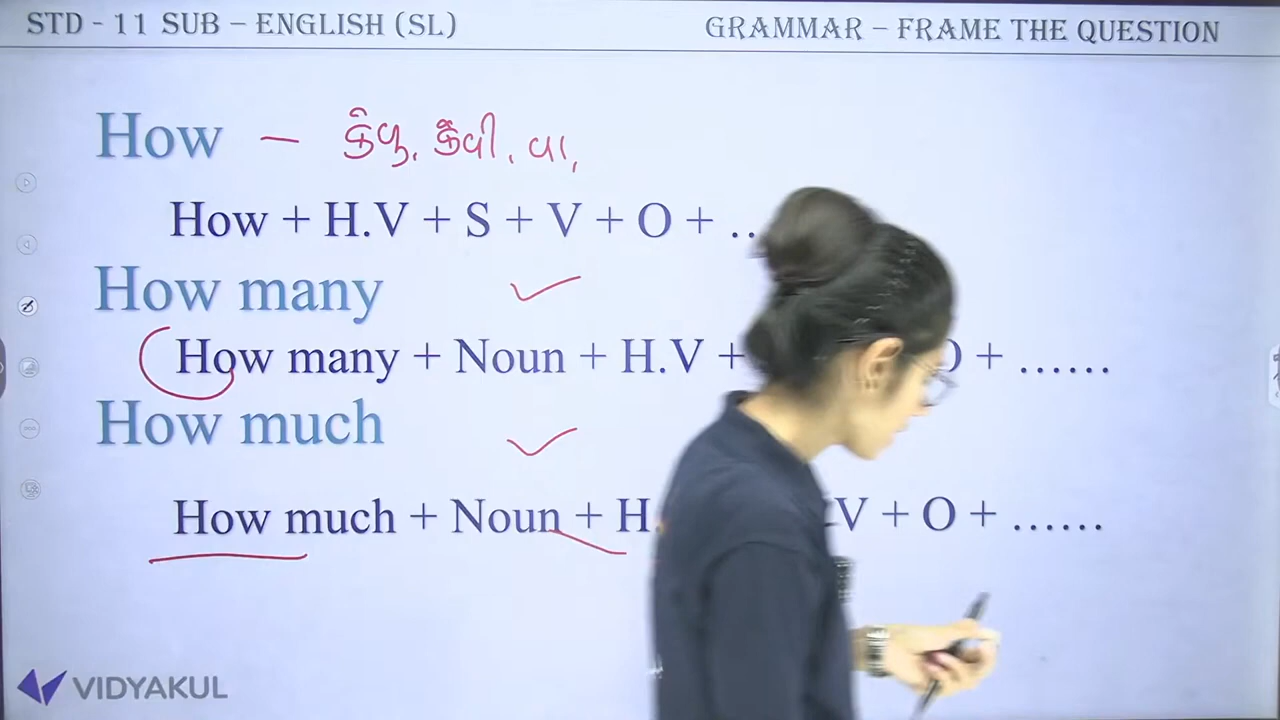 STD - 11 SUB – ENGLISH (SL)
GRAMMAR – FRAME THE QUESTION
How – કેવું, કેવી, વા,
How + H.V + S + V + O + ..
How many
How many + Noun + H.V + O + ......
How much
How much + Noun + H. V + O + ......
VIDYAKUL